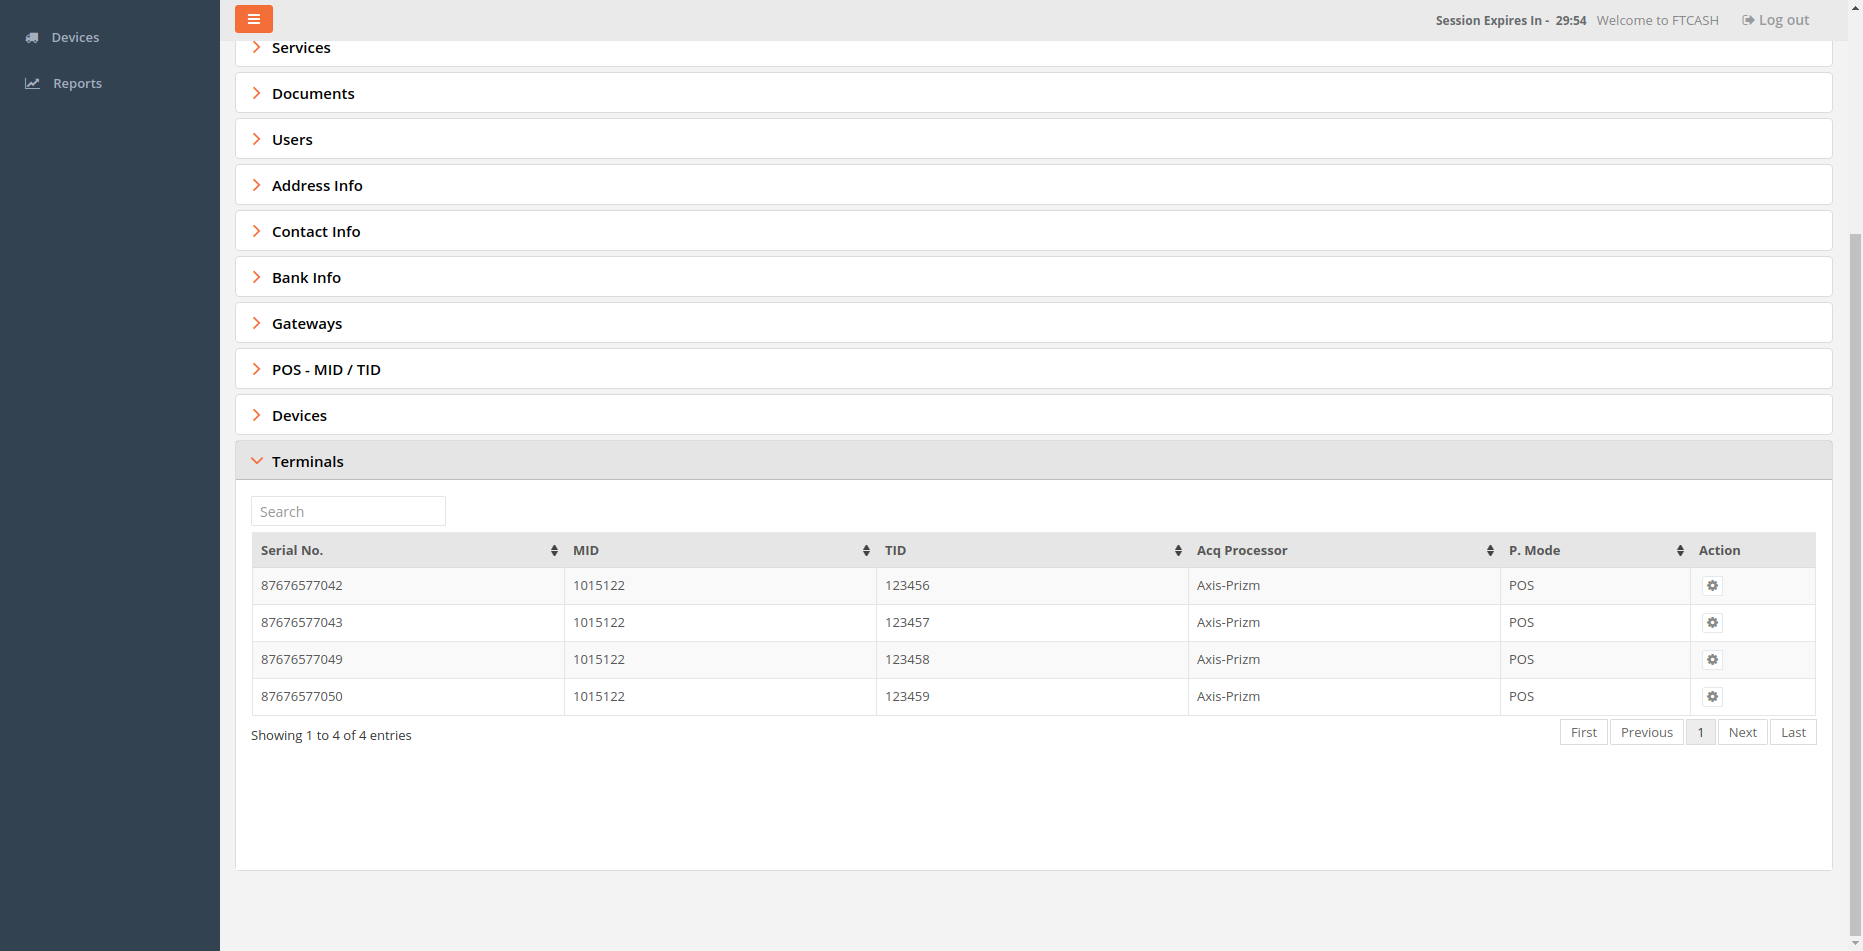 Devices
Reports
Session Expires In - 29:54 Welcome to FTCASH Log out
Services
Documents
Users
Address Info
Contact Info
Bank Info
Gateways
POS - MID / TID
Devices
Terminals
Search
Serial No. MID TID Acq Processor P. Mode Action
87676577042 1015122 123456 Axis-Prizm POS
87676577043 1015122 123457 Axis-Prizm POS
87676577049 1015122 123458 Axis-Prizm POS
87676577050 1015122 123459 Axis-Prizm POS
Showing 1 to 4 of 4 entries
First Previous 1 Next Last